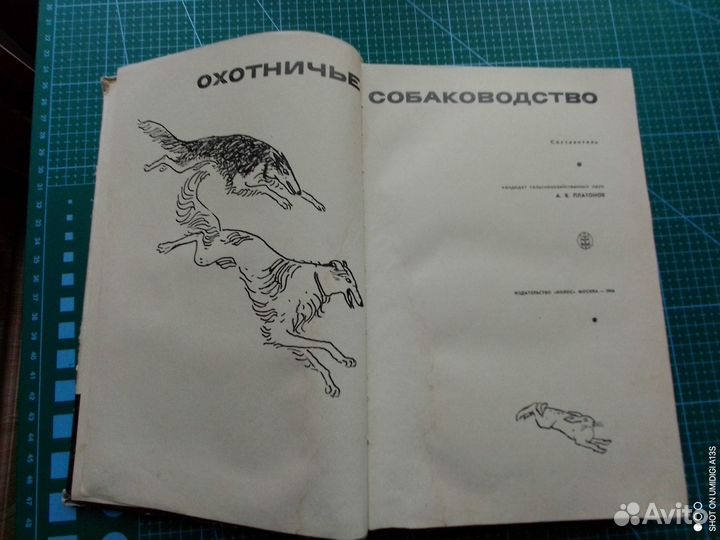 ОХОТНИЧЬЕ СОБАКОВОДСТВО
Составитель
кандидат сельскохозяйственных наук
А. В. ПЛАТОНОВ
ИЗДАТЕЛЬСТВО «КОЛОС» МОСКВА —
SHOT ON UMIDIGI A13S
Avito